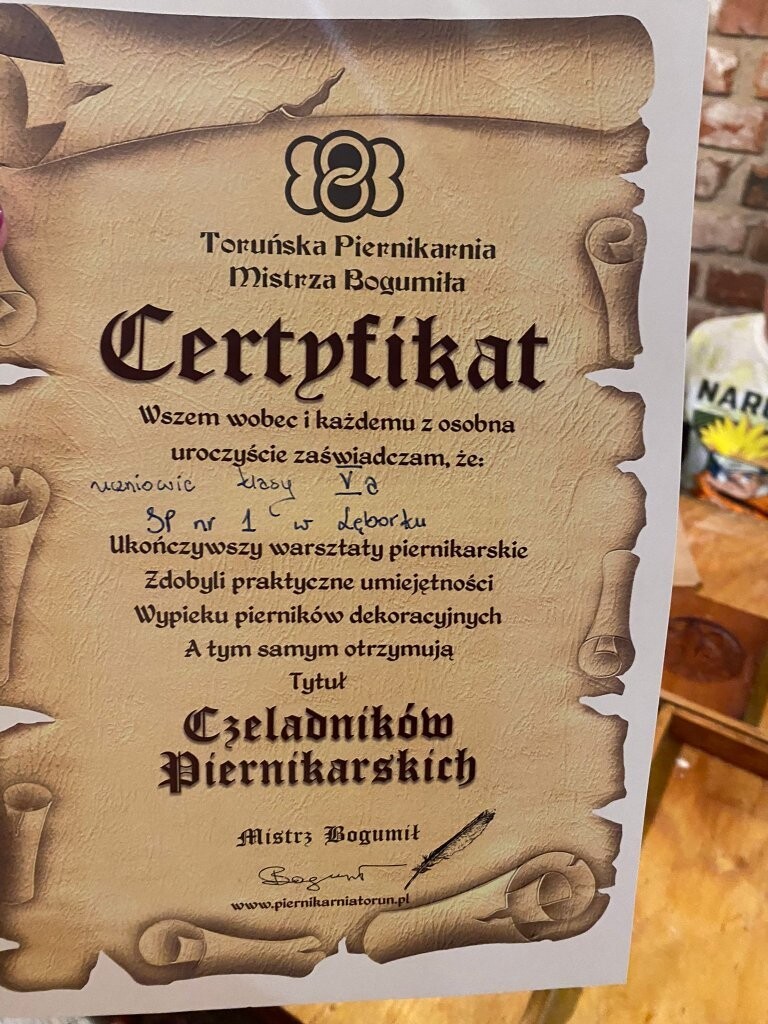 Toruńska Piernikarnia
Mistrza Bogumiła
Certyfikat
Wszem wobec i każdemu z osobna
uroczyście zaświadczam, że:
uczniowie klasy V a
SP nr 1 w Lęborku
Ukończywszy warsztaty piernikarskie
Zdobyli praktyczne umiejętności
Wypieku pierników dekoracyjnych
A tym samym otrzymują
Tytuł
Czeladników
Piernikarskich
Mistrz Bogumił
Bogumił
www.piernikarniatorun.pl
NARU